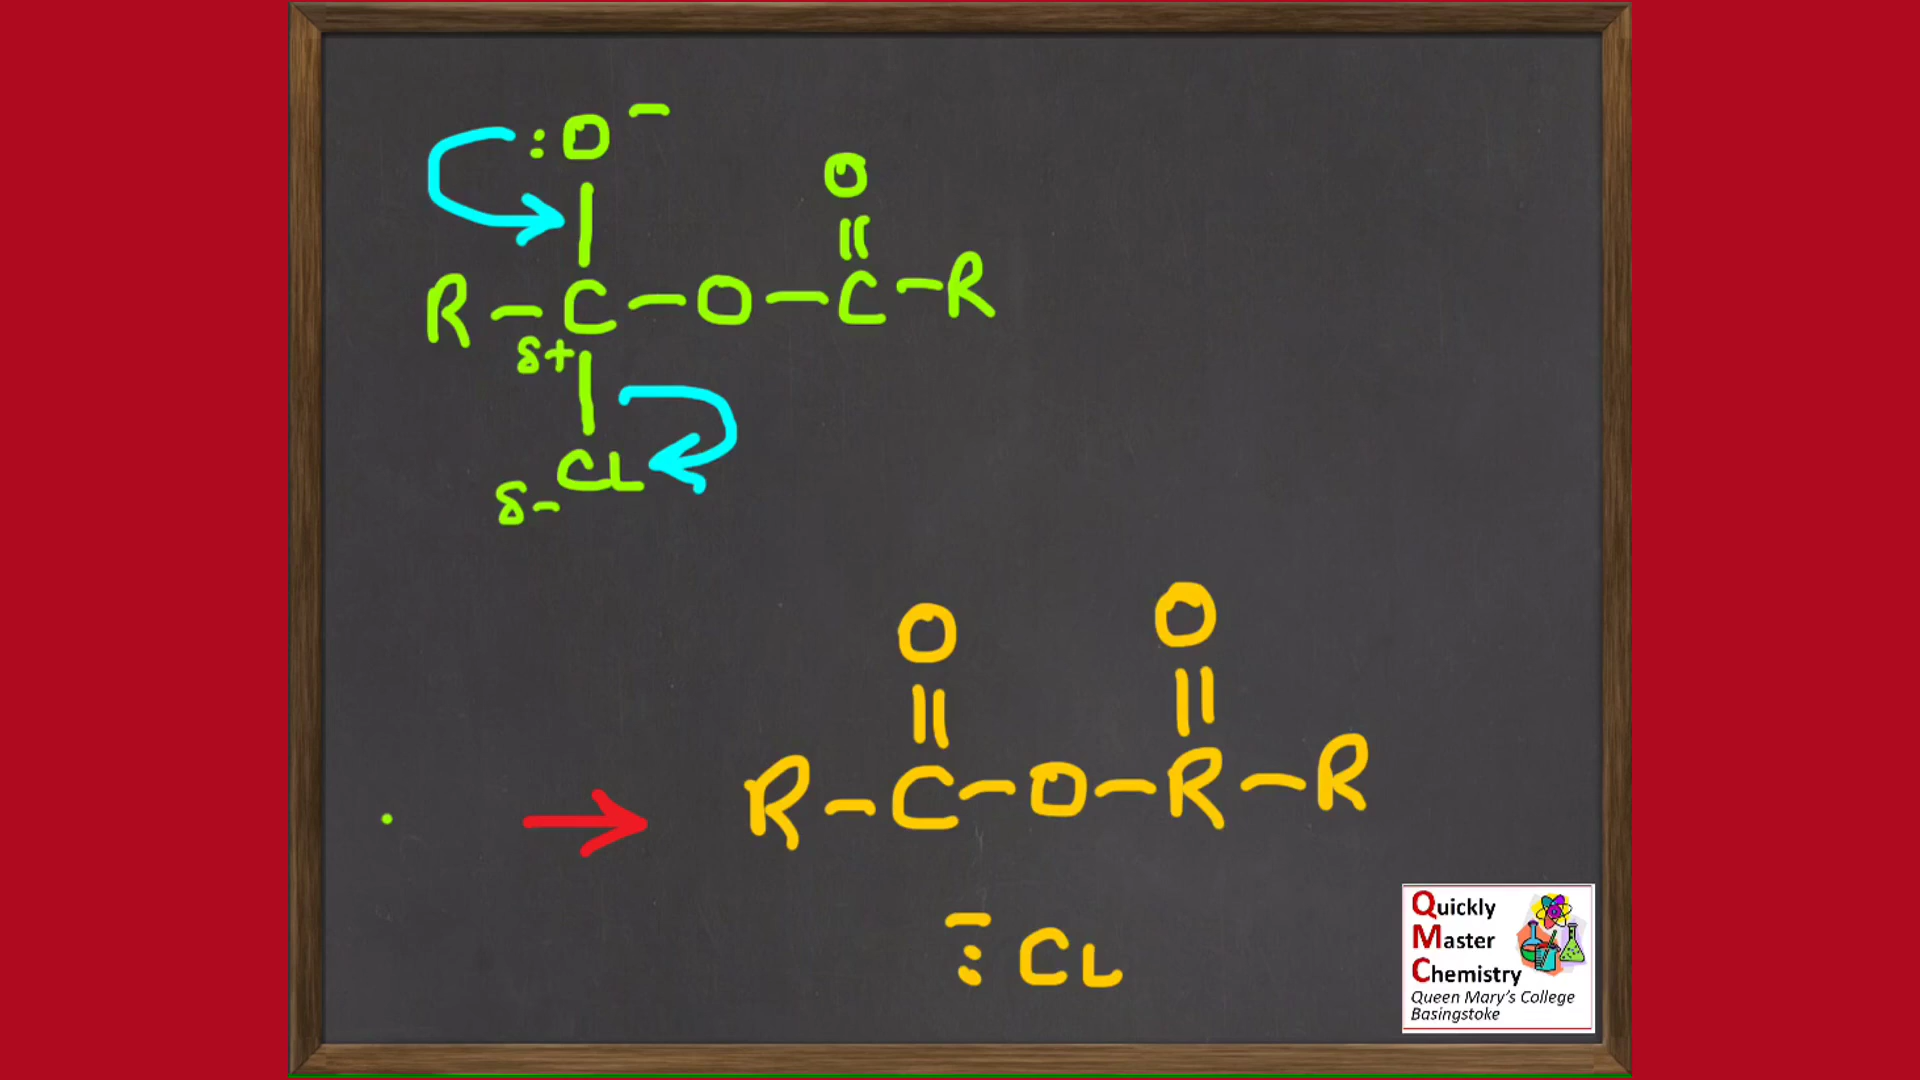 :O⁻
O
||
R-C-O-C-R
δ+
δ- CL
O O
|| ||
R-C-O-R-R
⁻: CL
Quickly
Master
Chemistry
Queen Mary's College
Basingstoke